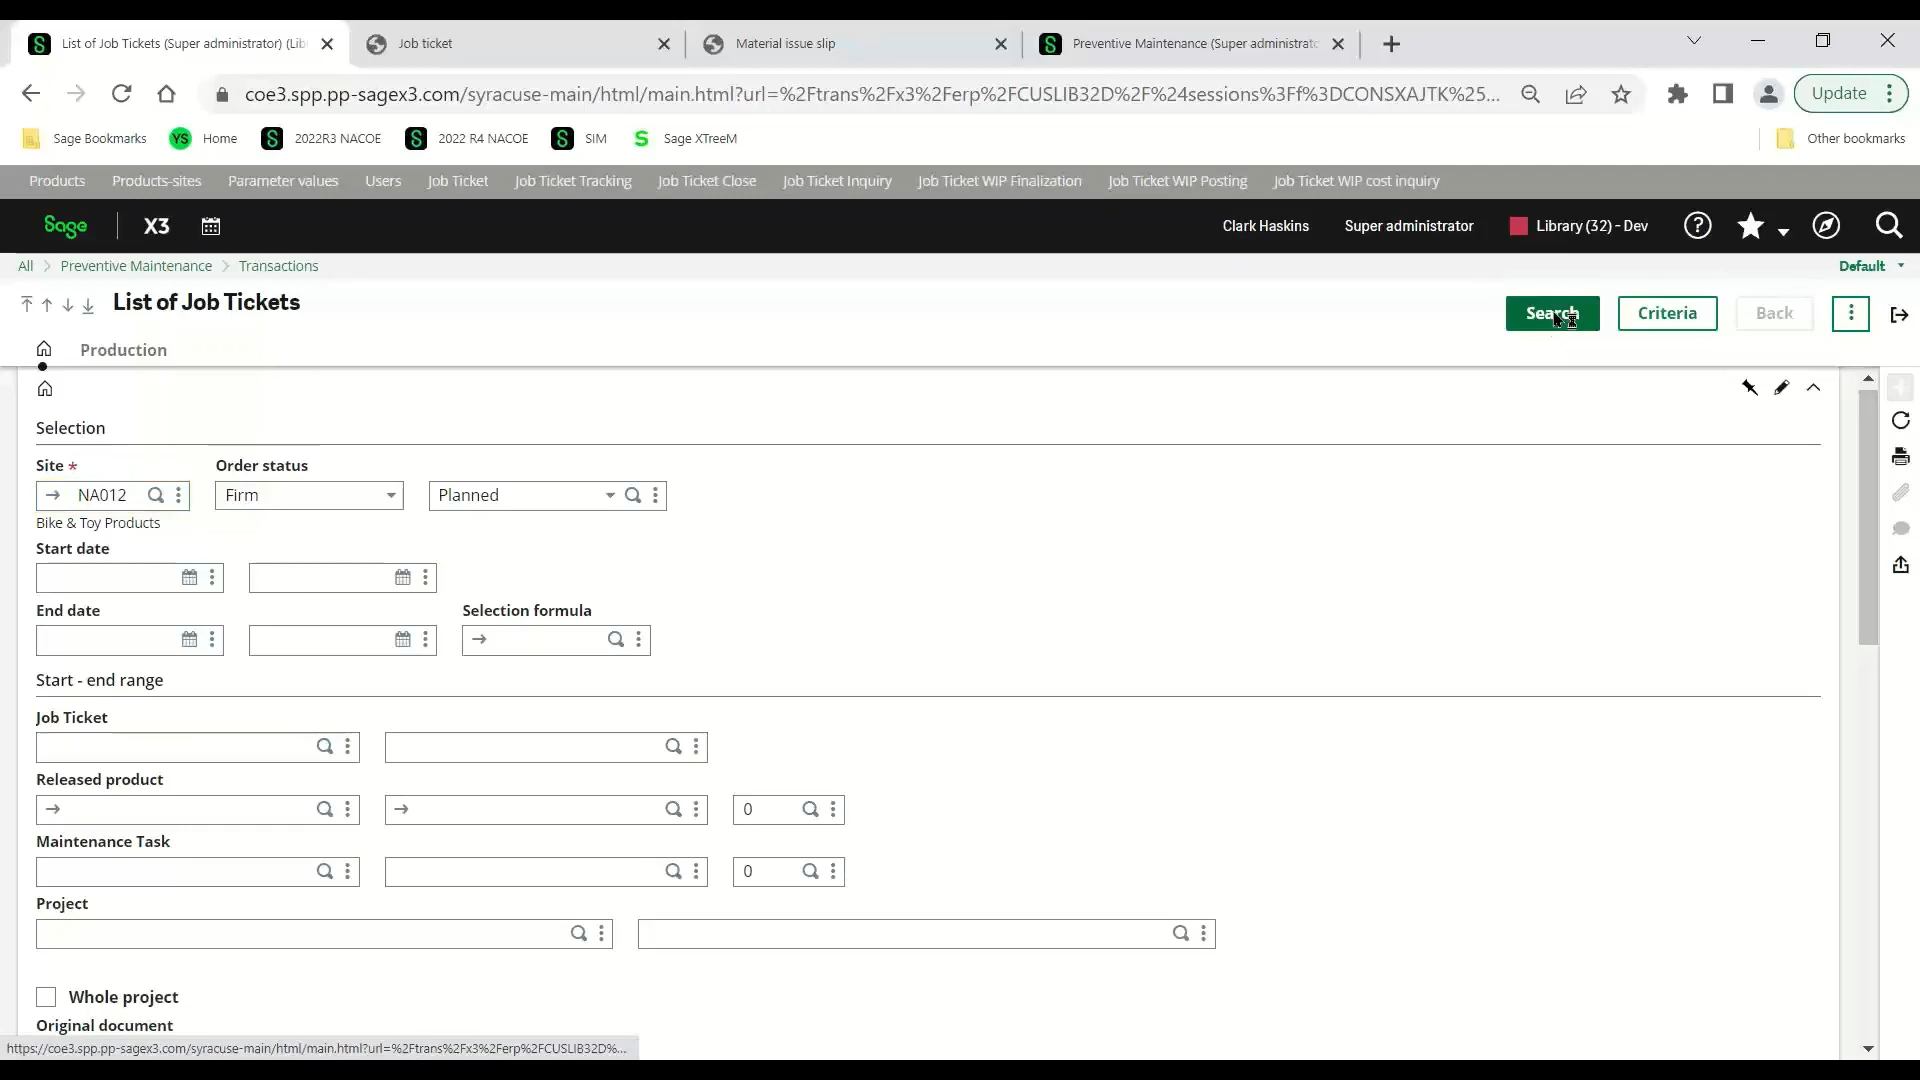 List of Job Tickets (Super administrator) (Lib
Job ticket
Material issue slip
Preventive Maintenance (Super administratc
coe3.spp.pp-sagex3.com/syracuse-main/html/main.html?url=%2Ftrans%2Fx3%2Ferp%2FCUSLIB32D%2F%24sessions%3Ff%3DCONSXAJTK%25...
Update
Sage Bookmarks
YS Home
2022R3 NACOE
2022 R4 NACOE
SIM
Sage XTreeM
Other bookmarks
Products Products-sites Parameter values Users Job Ticket Job Ticket Tracking Job Ticket Close Job Ticket Inquiry Job Ticket WIP Finalization Job Ticket WIP Posting Job Ticket WIP cost inquiry
Sage X3 Clark Haskins Super administrator Library (32) - Dev
All > Preventive Maintenance > Transactions
Default
List of Job Tickets
Search Criteria Back
Production
Selection
Site * Order status
NA012 Firm Planned
Bike & Toy Products
Start date
End date Selection formula
Start - end range
Job Ticket
Released product
0
Maintenance Task
0
Project
Whole project
Original document
https://coe3.spp.pp-sagex3.com/syracuse-main/html/main.html?url=%2Ftrans%2Fx3%2Ferp%2FCUSLIB32D%...